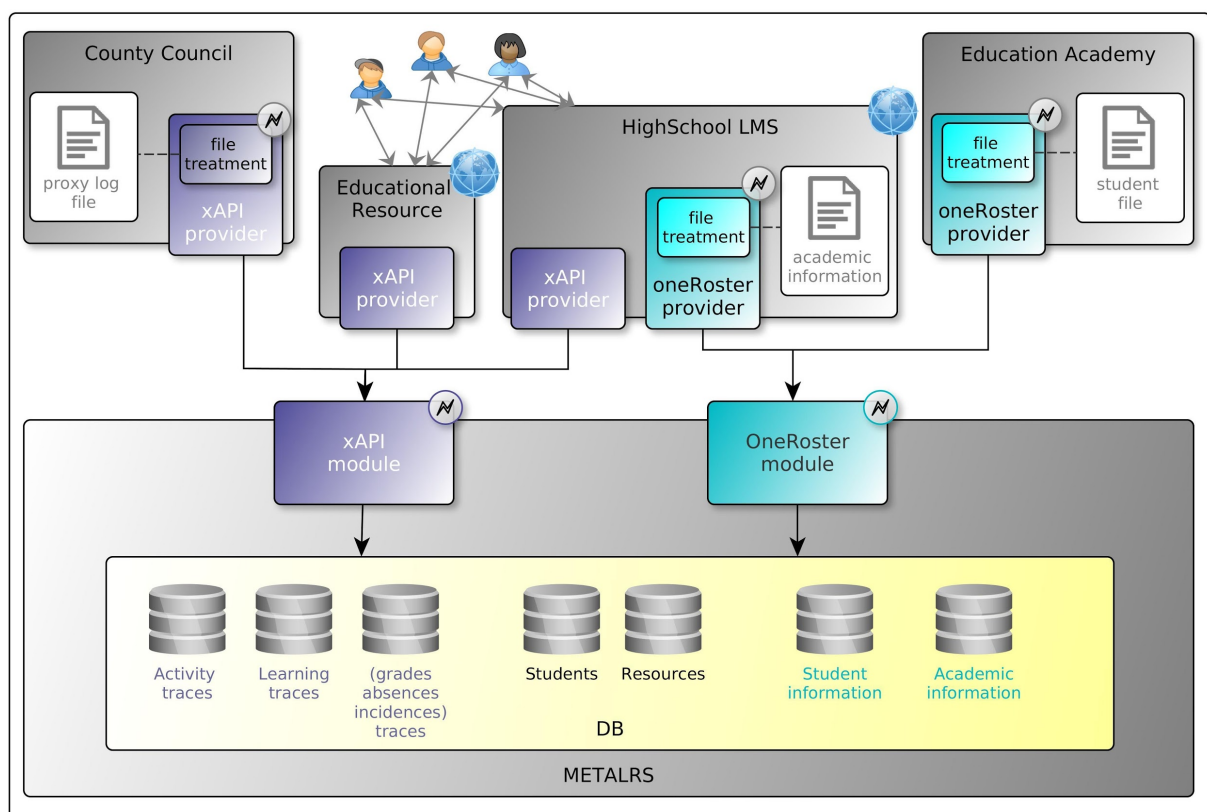 County Council
proxy log
file
file
treatment
xAPI
provider
Educational
Resource
xAPI
provider
HighSchool LMS
xAPI
provider
file
treatment
oneRoster
provider
academic
information
Education Academy
file
treatment
oneRoster
provider
student
file
xAPI
module
OneRoster
module
Activity
traces
Learning
traces
(grades
absences
incidences)
traces
Students
Resources
Student
information
Academic
information
DB
METALRS